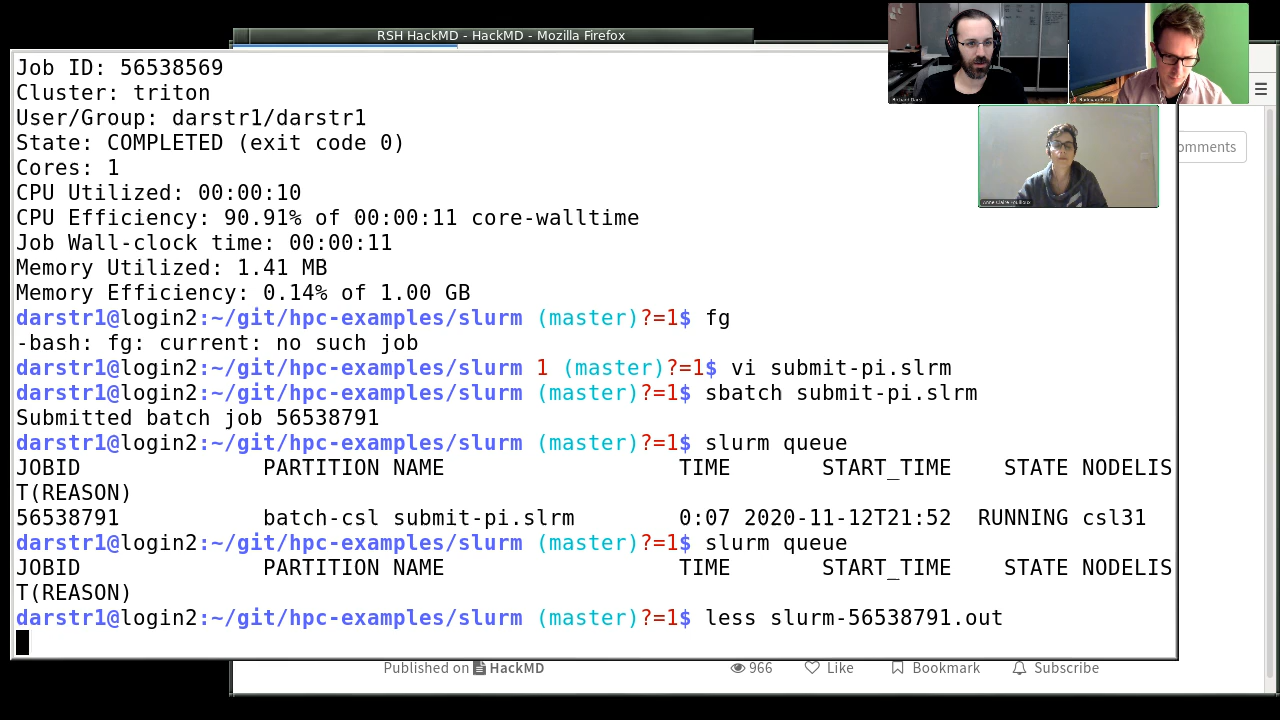 RSH HackMD - HackMD - Mozilla Firefox
Job ID: 56538569
Cluster: triton
User/Group: darstr1/darstr1
State: COMPLETED (exit code 0)
Cores: 1
CPU Utilized: 00:00:10
CPU Efficiency: 90.91% of 00:00:11 core-walltime
Job Wall-clock time: 00:00:11
Memory Utilized: 1.41 MB
Memory Efficiency: 0.14% of 1.00 GB
darstr1@login2:~/git/hpc-examples/slurm (master)?=1$ fg
-bash: fg: current: no such job
darstr1@login2:~/git/hpc-examples/slurm 1 (master)?=1$ vi submit-pi.slrm
darstr1@login2:~/git/hpc-examples/slurm (master)?=1$ sbatch submit-pi.slrm
Submitted batch job 56538791
darstr1@login2:~/git/hpc-examples/slurm (master)?=1$ slurm queue
JOBID PARTITION NAME TIME START_TIME STATE NODELIS
T(REASON)
56538791 batch-csl submit-pi.slrm 0:07 2020-11-12T21:52 RUNNING csl31
darstr1@login2:~/git/hpc-examples/slurm (master)?=1$ slurm queue
JOBID PARTITION NAME TIME START_TIME STATE NODELIS
T(REASON)
darstr1@login2:~/git/hpc-examples/slurm (master)?=1$ less slurm-56538791.out
omments
Published on HackMD 966 Like Bookmark Subscribe